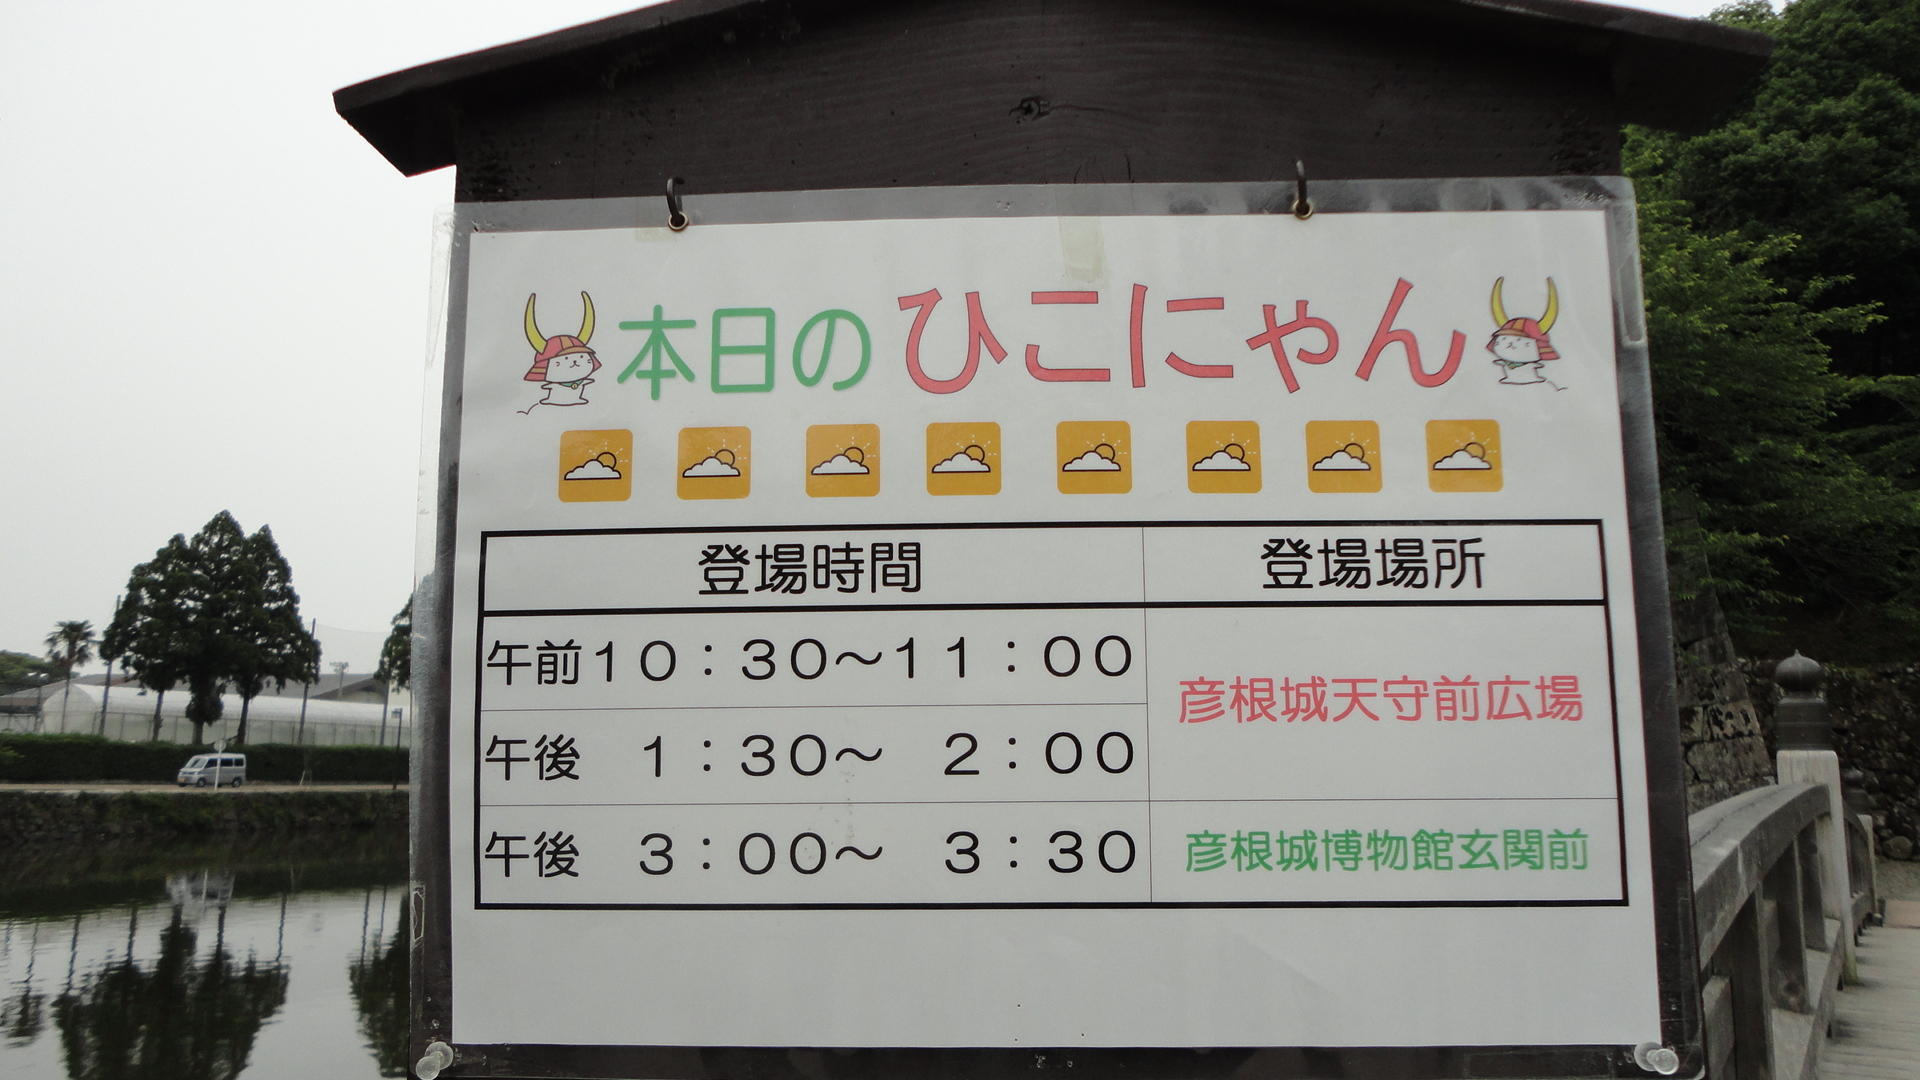 本日のひこにゃん
登場時間 登場場所
午前10：30～11：00
彦根城天守前広場
午後　1：30～　2：00
午後　3：00～　3：30 彦根城博物館玄関前